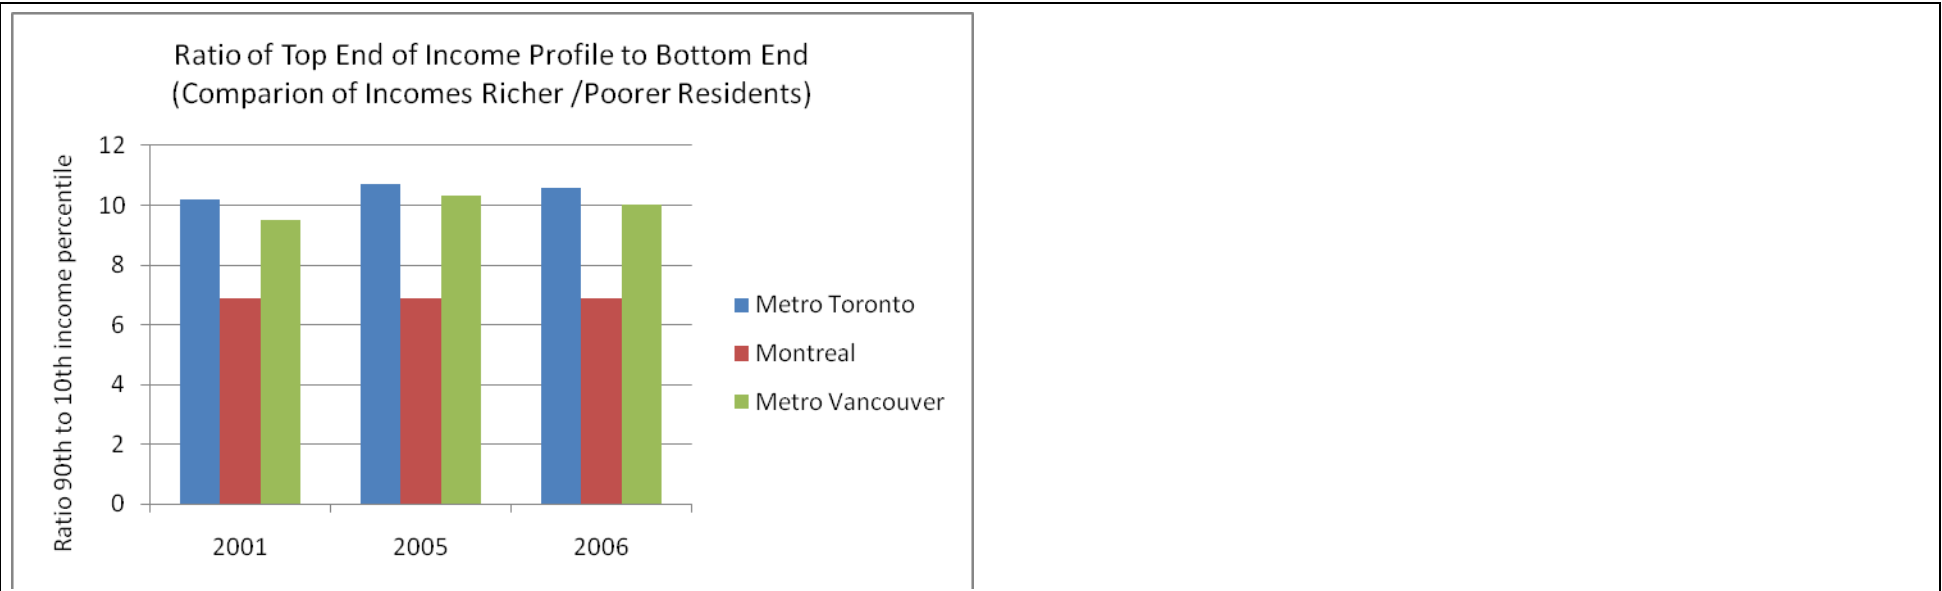 Ratio of Top End of Income Profile to Bottom End
(Comparion of Incomes Richer /Poorer Residents)
Ratio 90th to 10th income percentile
12
10
8
6
4
2
0
2001
2005
2006
Metro Toronto
Montreal
Metro Vancouver